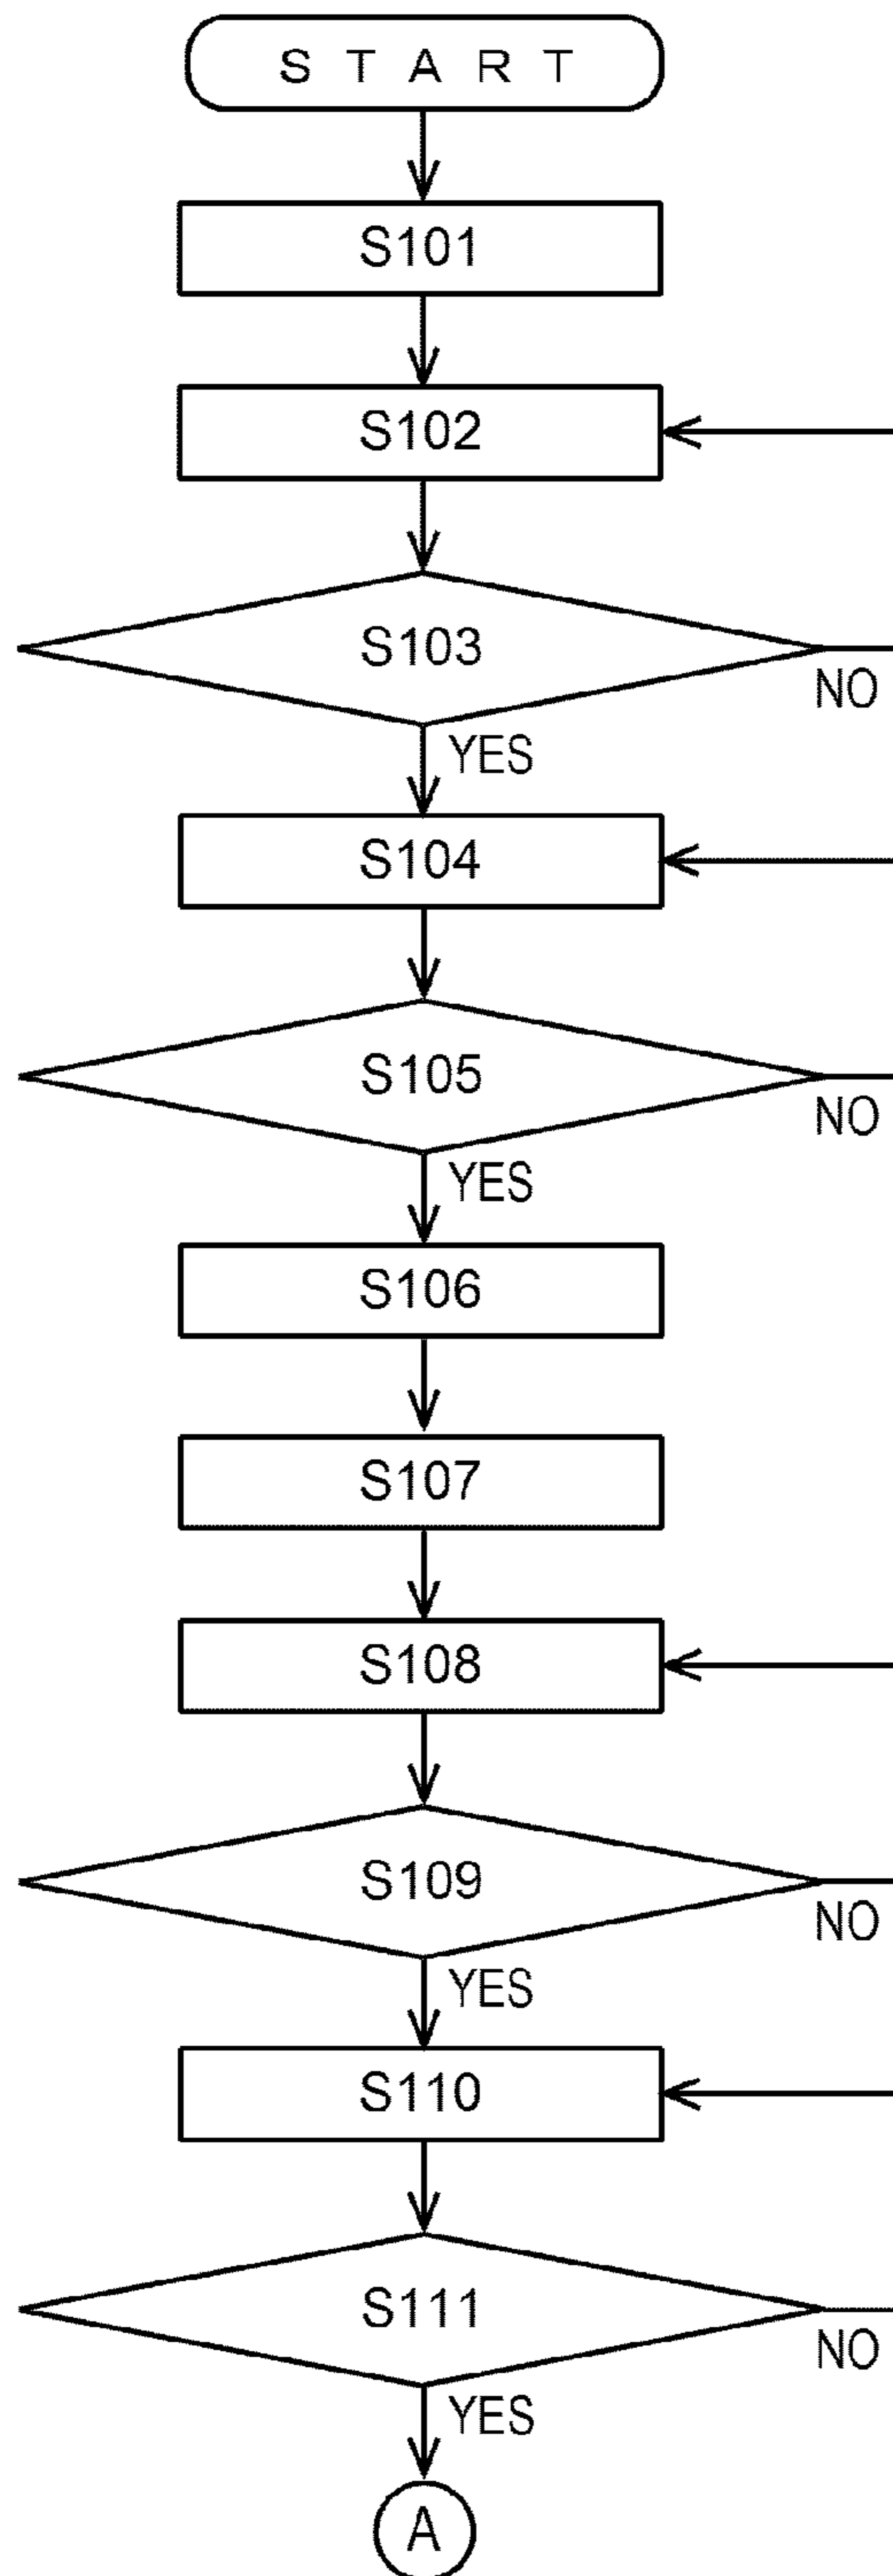 START
S101
S102
S103
NO
YES
S104
S105
NO
YES
S106
S107
S108
S109
NO
YES
S110
S111
NO
YES
A